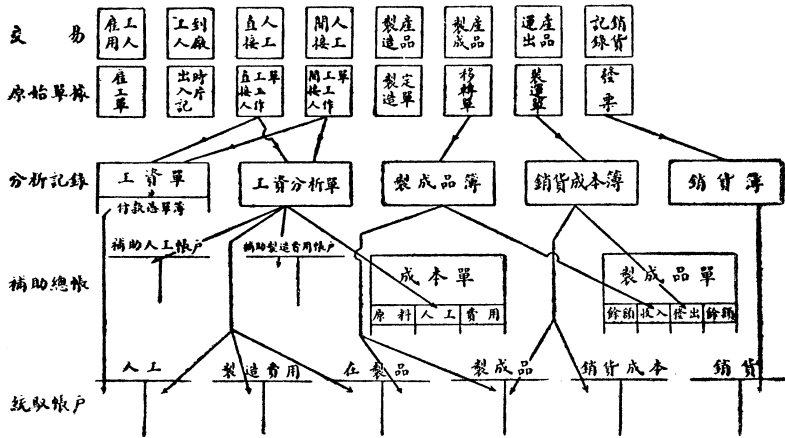 交易 雇用工人 工人到廠 直接人工 間接人工 製造產品 製成產品 運出產品 記錄銷貨
原始單據 雇工單 出入時記片 直接工人工作單 間接工人工作單 製造定單 移轉單 裝運單 發票
分析記錄 工資單 工資分析單 製成品簿 銷貨成本簿 銷貨簿
付款憑單簿
補助人工帳户 補助製造費用帳户
補助總帳 成本單 製成品單
原料 人工 費用 餘額 收入 發出 餘額
人工 製造費用 在製品 製成品 銷貨成本 銷貨
統馭帳户